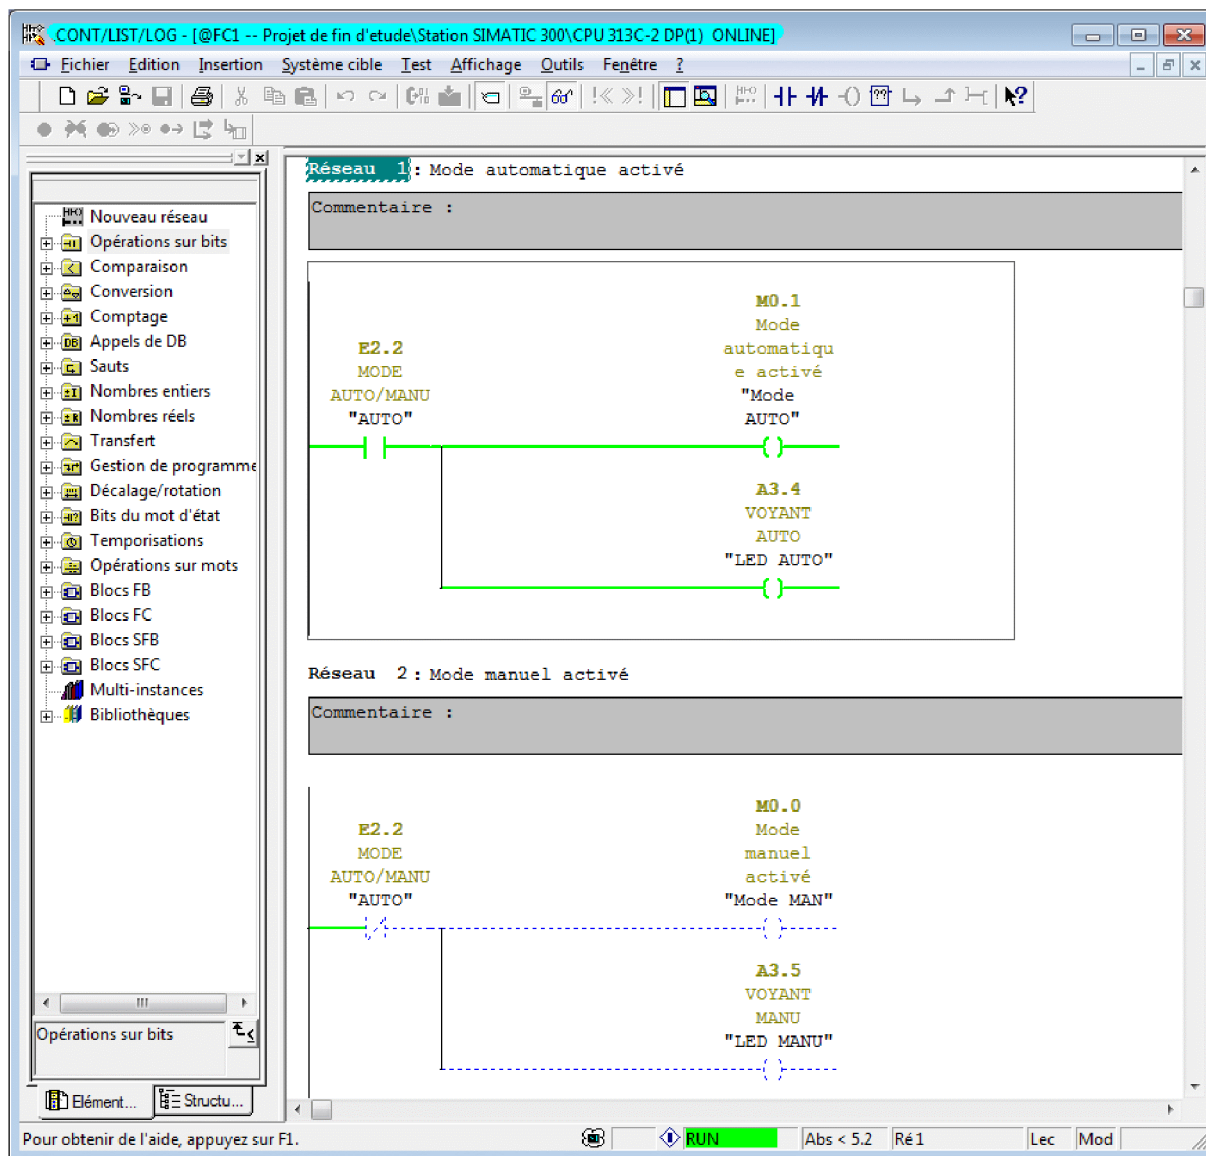 CONT/LIST/LOG - [@FC1 -- Projet de fin d'etude\Station SIMATIC 300\CPU 313C-2 DP(1) ONLINE]
Fichier Edition Insertion Système cible Test Affichage Outils Fenêtre ?
Nouveau réseau
Opérations sur bits
Comparaison
Conversion
Comptage
Appels de DB
Sauts
Nombres entiers
Nombres réels
Transfert
Gestion de programme
Décalage/rotation
Bits du mot d'état
Temporisations
Opérations sur mots
Blocs FB
Blocs FC
Blocs SFB
Blocs SFC
Multi-instances
Bibliothèques
Opérations sur bits
Elément...
Structu...
Réseau 1 : Mode automatique activé
Commentaire :
E2.2
MODE
AUTO/MANU
"AUTO"
M0.1
Mode
automatiqu
e activé
"Mode
AUTO"
A3.4
VOYANT
AUTO
"LED AUTO"
Réseau 2 : Mode manuel activé
Commentaire :
E2.2
MODE
AUTO/MANU
"AUTO"
M0.0
Mode
manuel
activé
"Mode MAN"
A3.5
VOYANT
MANU
"LED MANU"
Pour obtenir de l'aide, appuyez sur F1.
RUN
Abs < 5.2
Ré 1
Lec
Mod